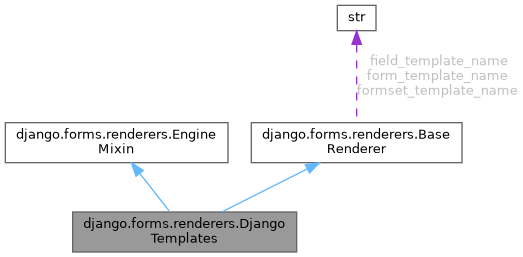 str
field_template_name
form_template_name
formset_template_name
django.forms.renderers.Engine
Mixin
django.forms.renderers.Base
Renderer
django.forms.renderers.Django
Templates